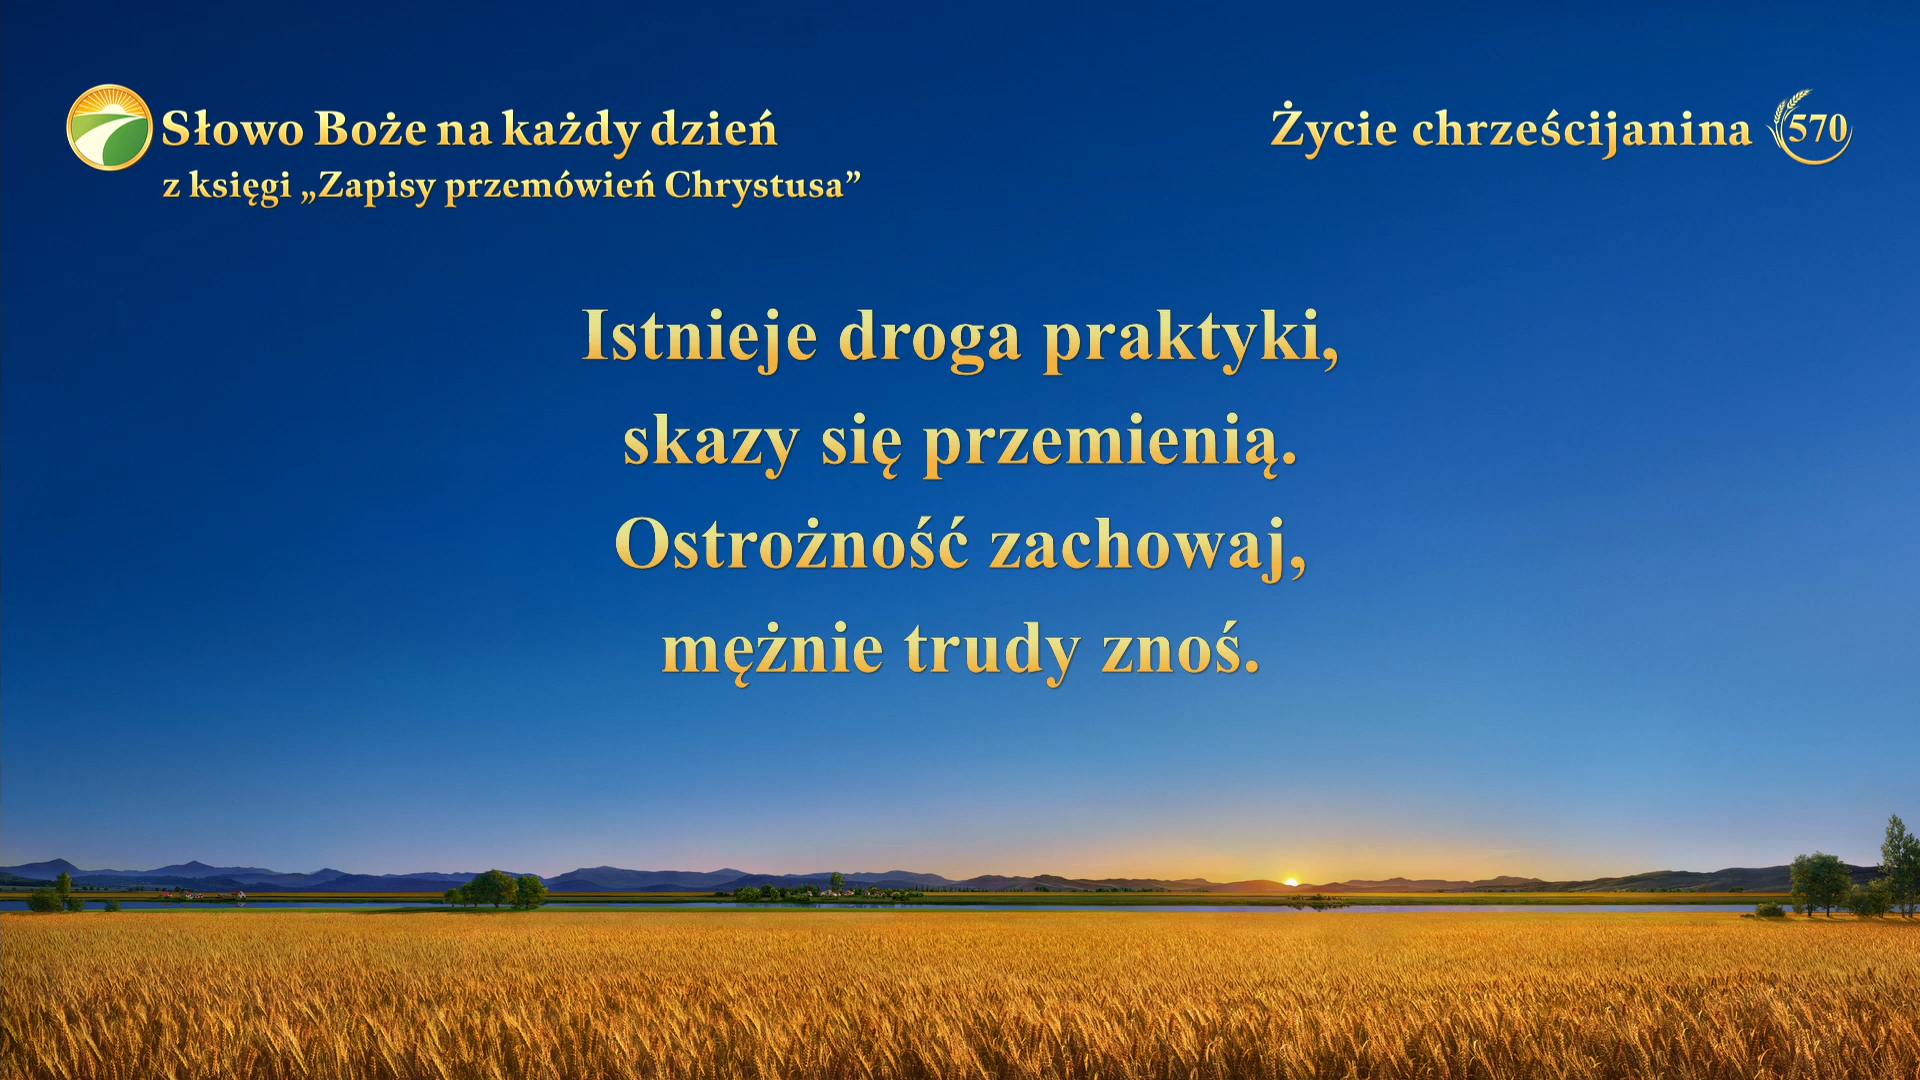 Słowo Boże na każdy dzień
z księgi „Zapisy przemówień Chrystusa”
Życie chrześcijanina 570
Istnieje droga praktyki,
skazy się przemienią.
Ostrożność zachowaj,
mężnie trudy znoś.